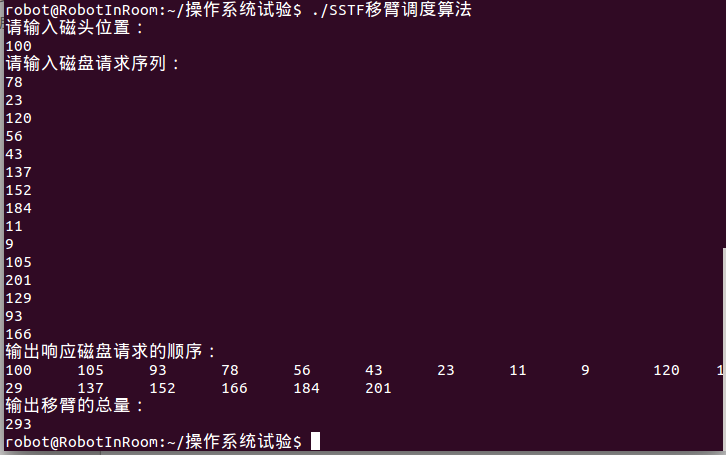 robot@RobotInRoom:~/操作系统试验$ ./SSTF移臂调度算法
请输入磁头位置：
100
请输入磁盘请求序列：
78
23
120
56
43
137
152
184
11
9
105
201
129
93
166
输出响应磁盘请求的顺序：
100 105 93 78 56 43 23 11 9 120 1
29 137 152 166 184 201
输出移臂的总量：
293
robot@RobotInRoom:~/操作系统试验$